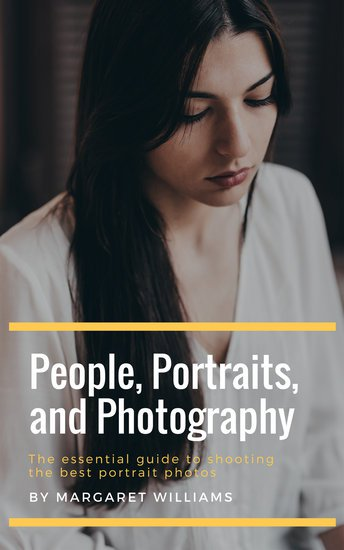 People, Portraits,
and Photography
The essential guide to shooting
the best portrait photos
BY MARGARET WILLIAMS